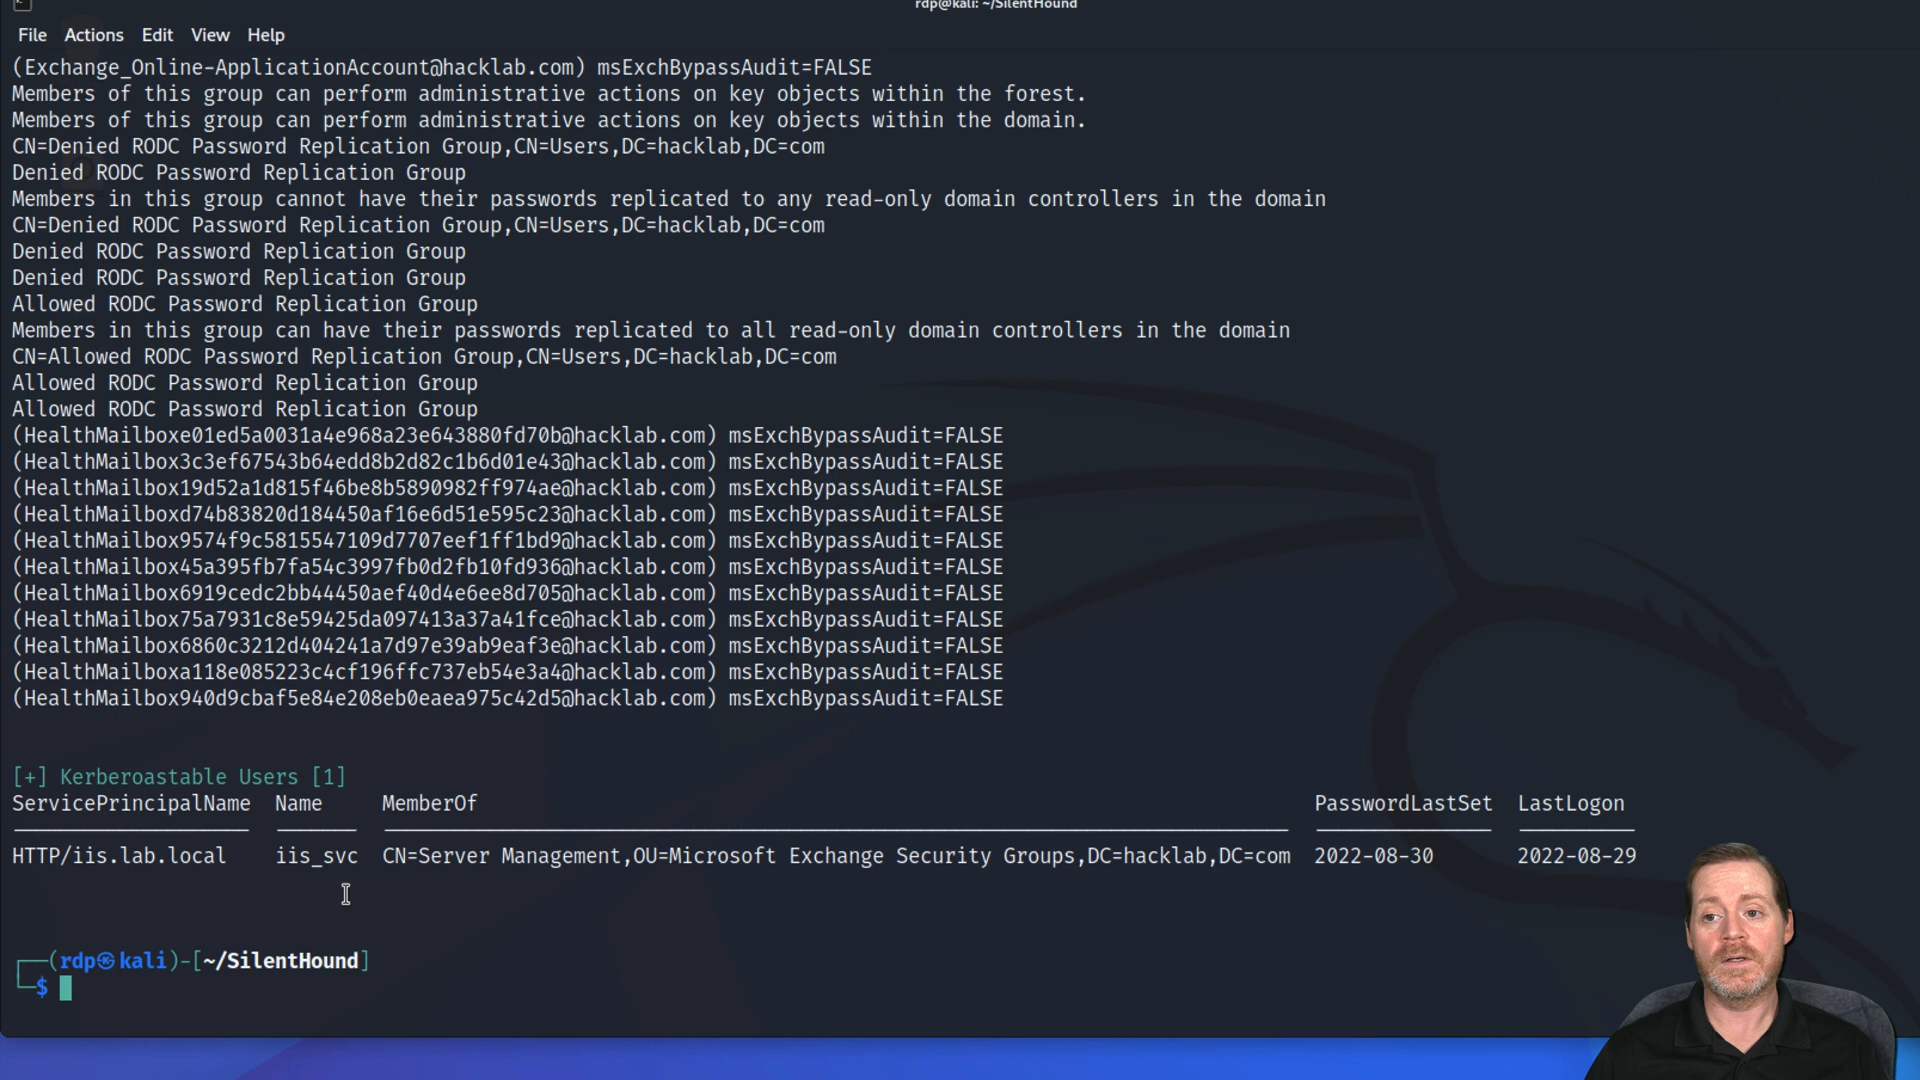 rdp@kali: ~/SilentHound
File Actions Edit View Help
(Exchange_Online-ApplicationAccount@hacklab.com) msExchBypassAudit=FALSE
Members of this group can perform administrative actions on key objects within the forest.
Members of this group can perform administrative actions on key objects within the domain.
CN=Denied RODC Password Replication Group,CN=Users,DC=hacklab,DC=com
Denied RODC Password Replication Group
Members in this group cannot have their passwords replicated to any read-only domain controllers in the domain
CN=Denied RODC Password Replication Group,CN=Users,DC=hacklab,DC=com
Denied RODC Password Replication Group
Denied RODC Password Replication Group
Allowed RODC Password Replication Group
Members in this group can have their passwords replicated to all read-only domain controllers in the domain
CN=Allowed RODC Password Replication Group,CN=Users,DC=hacklab,DC=com
Allowed RODC Password Replication Group
Allowed RODC Password Replication Group
(HealthMailboxe01ed5a0031a4e968a23e643880fd70b@hacklab.com) msExchBypassAudit=FALSE
(HealthMailbox3c3ef67543b64edd8b2d82c1b6d01e43@hacklab.com) msExchBypassAudit=FALSE
(HealthMailbox19d52a1d815f46be8b5890982ff974ae@hacklab.com) msExchBypassAudit=FALSE
(HealthMailboxd74b83820d184450af16e6d51e595c23@hacklab.com) msExchBypassAudit=FALSE
(HealthMailbox9574f9c5815547109d7707eef1ff1bd9@hacklab.com) msExchBypassAudit=FALSE
(HealthMailbox45a395fb7fa54c3997fb0d2fb10fd936@hacklab.com) msExchBypassAudit=FALSE
(HealthMailbox6919cedc2bb44450aef40d4e6ee8d705@hacklab.com) msExchBypassAudit=FALSE
(HealthMailbox75a7931c8e59425da097413a37a41fce@hacklab.com) msExchBypassAudit=FALSE
(HealthMailbox6860c3212d404241a7d97e39ab9eaf3e@hacklab.com) msExchBypassAudit=FALSE
(HealthMailboxa118e085223c4cf196ffc737eb54e3a4@hacklab.com) msExchBypassAudit=FALSE
(HealthMailbox940d9cbaf5e84e208eb0eaea975c42d5@hacklab.com) msExchBypassAudit=FALSE
[+] Kerberoastable Users [1]
ServicePrincipalName Name MemberOf PasswordLastSet LastLogon
HTTP/iis.lab.local iis_svc CN=Server Management,OU=Microsoft Exchange Security Groups,DC=hacklab,DC=com 2022-08-30 2022-08-29
(rdp㉿kali)-[~/SilentHound]
$